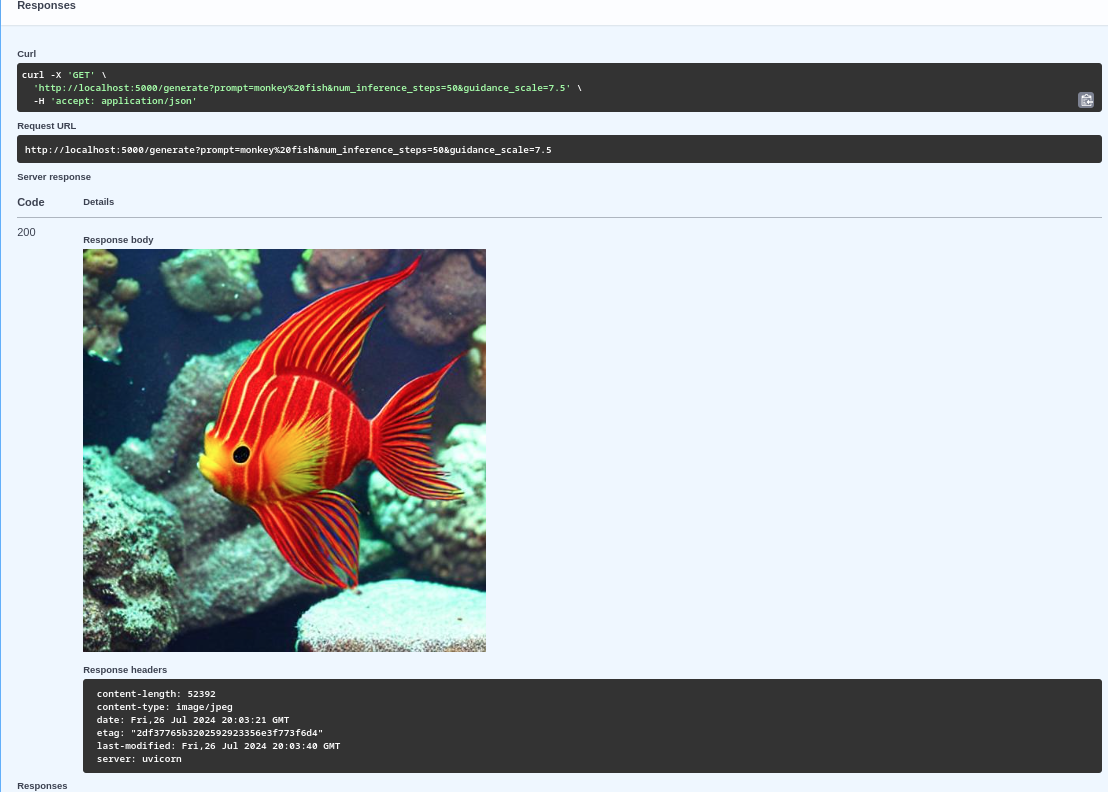 Responses
Curl
curl -X 'GET' \
'http://localhost:5000/generate?prompt=monkey%20fish&num_inference_steps=50&guidance_scale=7.5' \
-H 'accept: application/json'
Request URL
http://localhost:5000/generate?prompt=monkey%20fish&num_inference_steps=50&guidance_scale=7.5
Server response
Code Details
200
Response body
Response headers
content-length: 52392
content-type: image/jpeg
date: Fri,26 Jul 2024 20:03:21 GMT
etag: "2df37765b3202592923356e3f773f6d4"
last-modified: Fri,26 Jul 2024 20:03:40 GMT
server: uvicorn
Responses